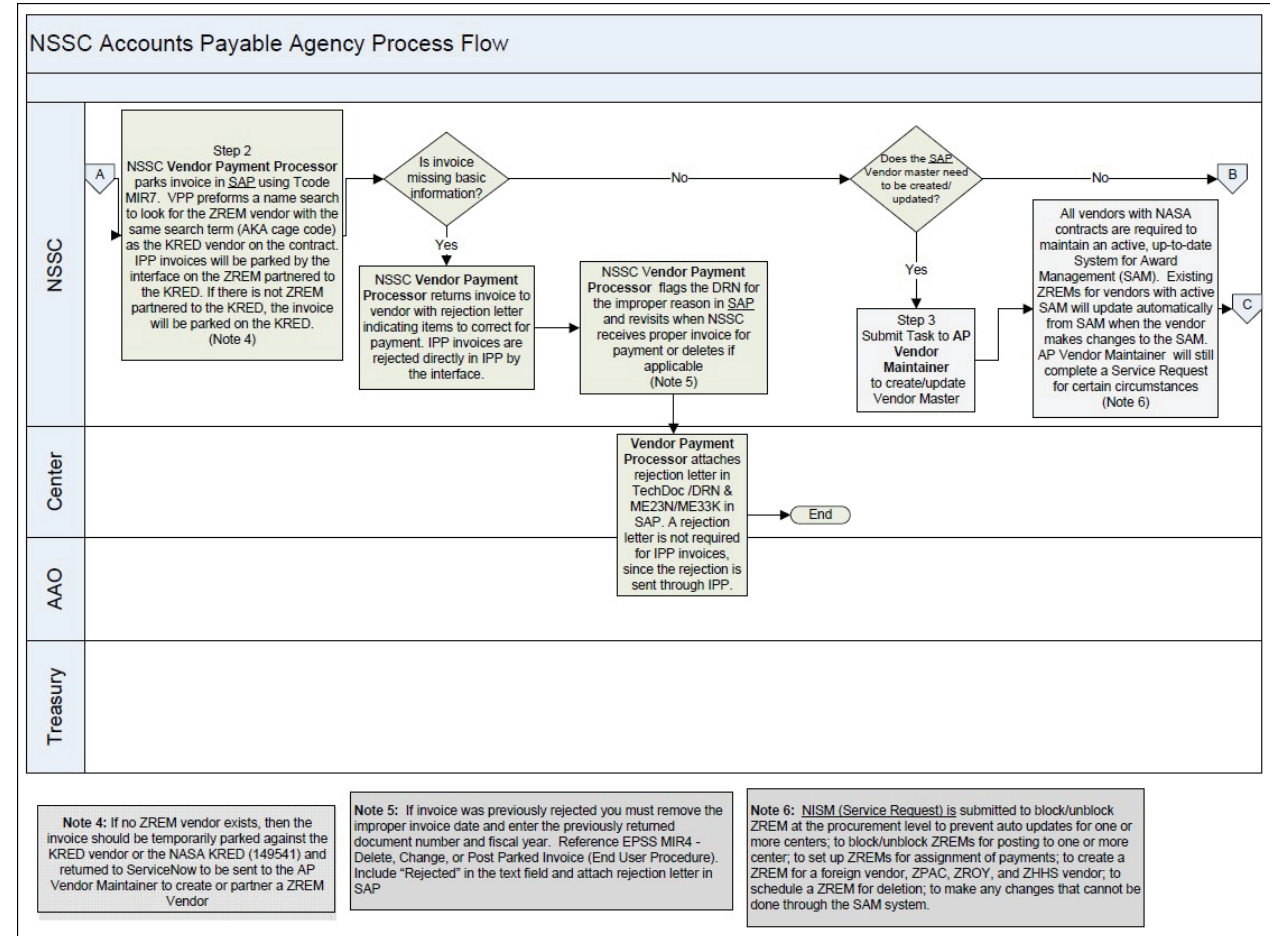 NSSC Accounts Payable Agency Process Flow
NSSC
A
Step 2
NSSC Vendor Payment Processor
parks invoice in SAP using Tcode
MIR7. VPP preforms a name search
to look for the ZREM vendor with the
same search term (AKA cage code)
as the KRED vendor on the contract.
IPP invoices will be parked by the
interface on the ZREM partnered to
the KRED. If there is not ZREM
partnered to the KRED, the invoice
will be parked on the KRED.
(Note 4)
Is invoice
missing basic
information?
No
Yes
NSSC Vendor Payment
Processor returns invoice to
vendor with rejection letter
indicating items to correct for
payment. IPP invoices are
rejected directly in IPP by
the interface.
NSSC Vendor Payment
Processor flags the DRN for
the improper reason in SAP
and revisits when NSSC
receives proper invoice for
payment or deletes if
applicable
(Note 5)
Does the SAP
Vendor master need
to be created/
updated?
No
B
Yes
Step 3
Submit Task to AP
Vendor
Maintainer
to create/update
Vendor Master
All vendors with NASA
contracts are required to
maintain an active, up-to-date
System for Award
Management (SAM). Existing
ZREMs for vendors with active
SAM will update automatically
from SAM when the vendor
makes changes to the SAM.
AP Vendor Maintainer will still
complete a Service Request
for certain circumstances
(Note 6)
C
Center
Vendor Payment
Processor attaches
rejection letter in
TechDoc /DRN &
ME23N/ME33K in
SAP. A rejection
letter is not required
for IPP invoices,
since the rejection is
sent through IPP.
End
AAO
Treasury
Note 4: If no ZREM vendor exists, then the
invoice should be temporarily parked against the
KRED vendor or the NASA KRED (149541) and
returned to ServiceNow to be sent to the AP
Vendor Maintainer to create or partner a ZREM
Vendor
Note 5: If invoice was previously rejected you must remove the
improper invoice date and enter the previously returned
document number and fiscal year. Reference EPSS MIR4 -
Delete, Change, or Post Parked Invoice (End User Procedure).
Include “Rejected” in the text field and attach rejection letter in
SAP
Note 6: NISM (Service Request) is submitted to block/unblock
ZREM at the procurement level to prevent auto updates for one or
more centers; to block/unblock ZREMs for posting to one or more
center; to set up ZREMs for assignment of payments; to create a
ZREM for a foreign vendor, ZPAC, ZROY, and ZHHS vendor; to
schedule a ZREM for deletion; to make any changes that cannot be
done through the SAM system.